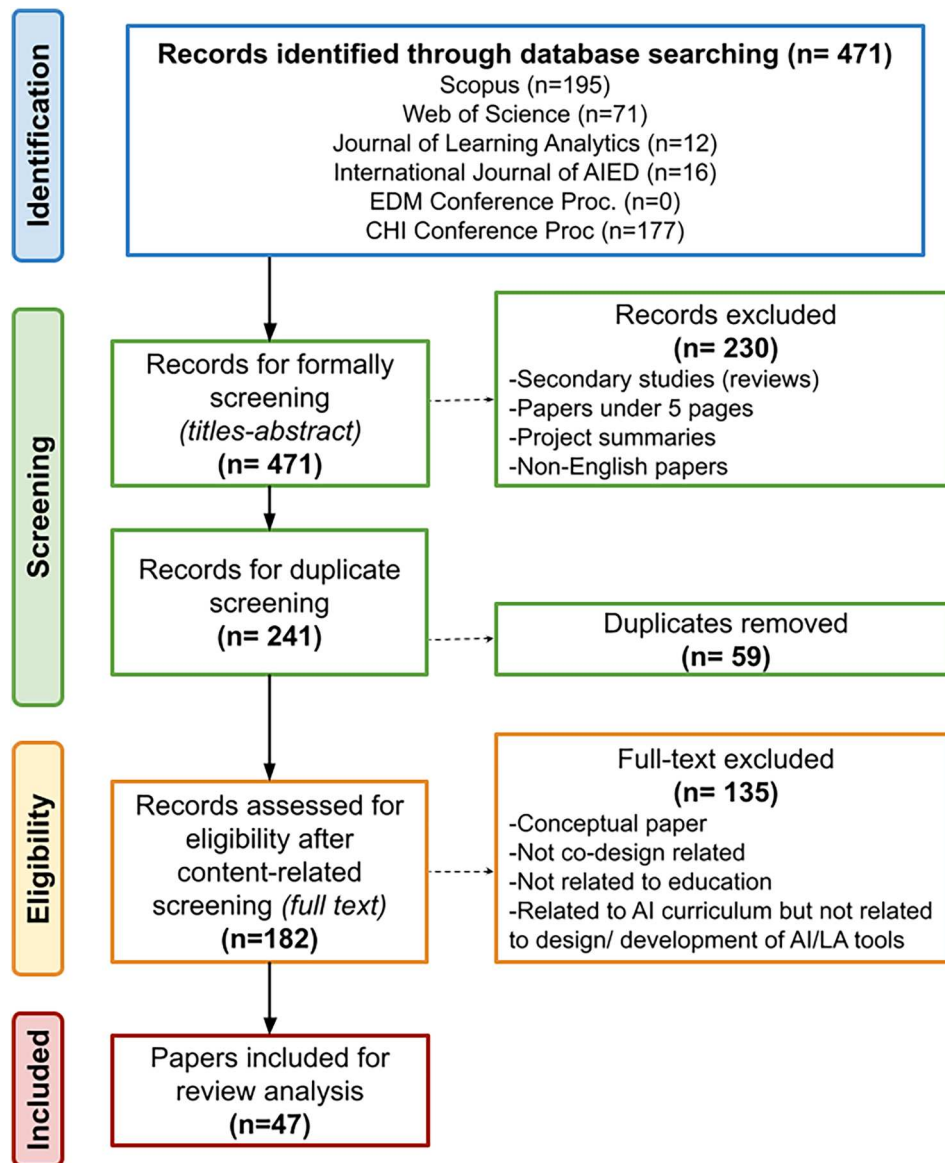 Identification
Records identified through database searching (n= 471)
Scopus (n=195)
Web of Science (n=71)
Journal of Learning Analytics (n=12)
International Journal of AIED (n=16)
EDM Conference Proc. (n=0)
CHI Conference Proc (n=177)
Screening
Records for formally
screening
(titles-abstract)
(n= 471)
Records excluded
(n= 230)
-Secondary studies (reviews)
-Papers under 5 pages
-Project summaries
-Non-English papers
Records for duplicate
screening
(n= 241)
Duplicates removed
(n= 59)
Eligibility
Records assessed for
eligibility after
content-related
screening (full text)
(n=182)
Full-text excluded
(n= 135)
-Conceptual paper
-Not co-design related
-Not related to education
-Related to AI curriculum but not related
to design/ development of AI/LA tools
Included
Papers included for
review analysis
(n=47)